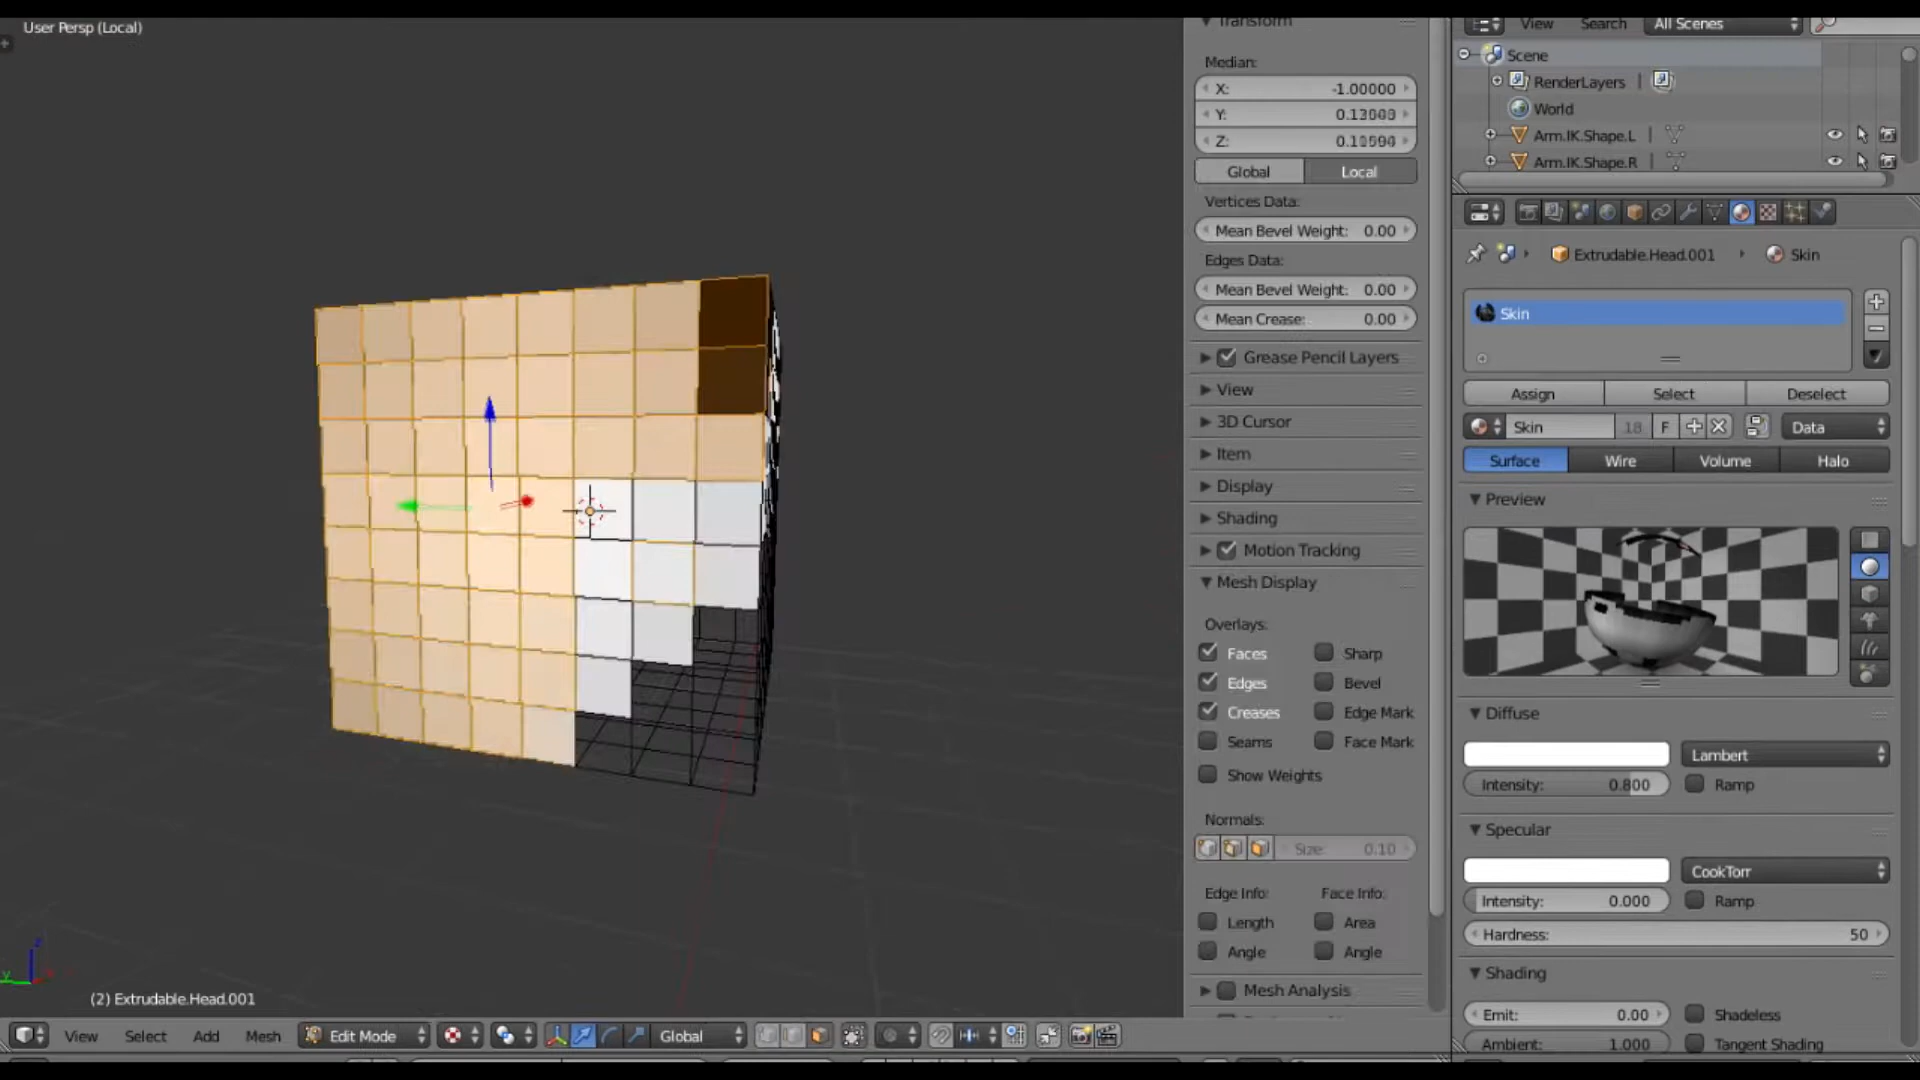 User Persp (Local)
Transform
Median:
X: -1.00000
Y:
Z:
Global Local
Vertices Data:
Mean Bevel Weight: 0.00
Edges Data:
Mean Bevel Weight: 0.00
Mean Crease: 0.00
Grease Pencil Layers
View
3D Cursor
Item
Display
Shading
Motion Tracking
Mesh Display
Overlays:
Faces Sharp
Edges Bevel
Creases Edge Mark
Seams Face Mark
Show Weights
Normals:
Size: 0.10
Edge Info: Face Info:
Length Area
Angle Angle
Mesh Analysis
View Search All Scenes
Scene
RenderLayers
World
Arm.IK.Shape.L
Arm.IK.Shape.R
Extrudable.Head.001 Skin
Skin
Assign Select Deselect
Skin 18 F Data
Surface Wire Volume Halo
Preview
Diffuse
Lambert
Intensity: 0.800 Ramp
Specular
CookTorr
Intensity: 0.000 Ramp
Hardness: 50
Shading
Emit: 0.00 Shadeless
Ambient: 1.000 Tangent Shading
z
y
(2) Extrudable.Head.001
View Select Add Mesh Edit Mode Global